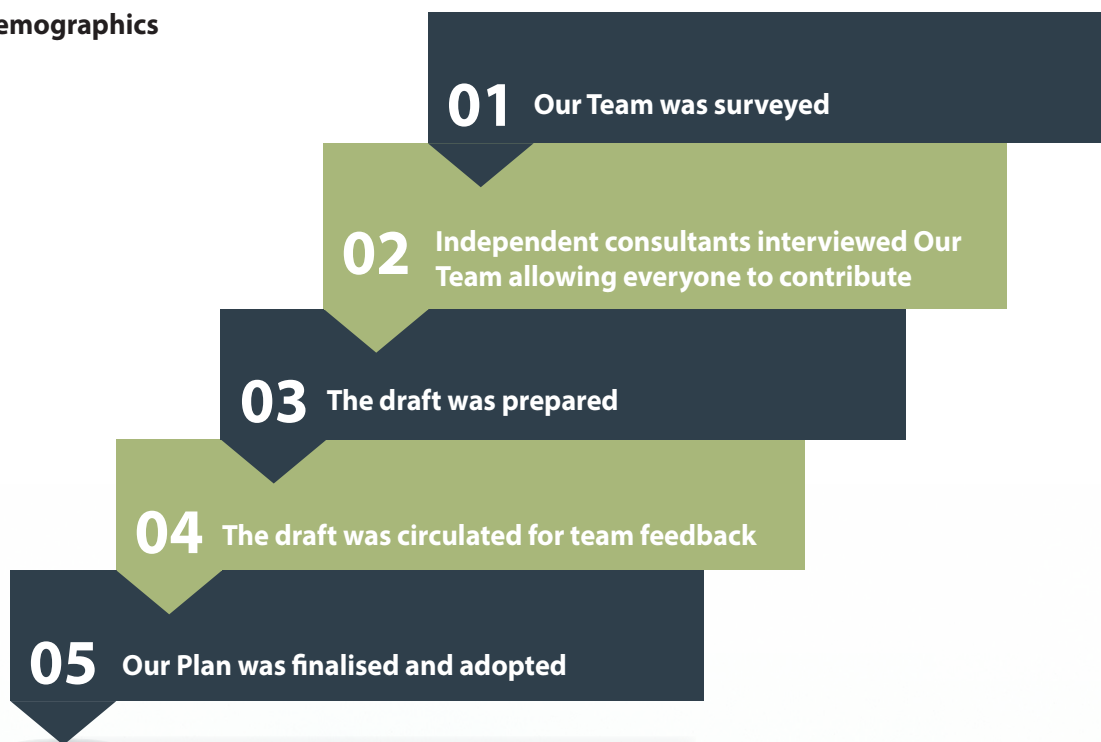 emographics
01 Our Team was surveyed
02 Independent consultants interviewed Our
Team allowing everyone to contribute
03 The draft was prepared
04 The draft was circulated for team feedback
05 Our Plan was finalised and adopted